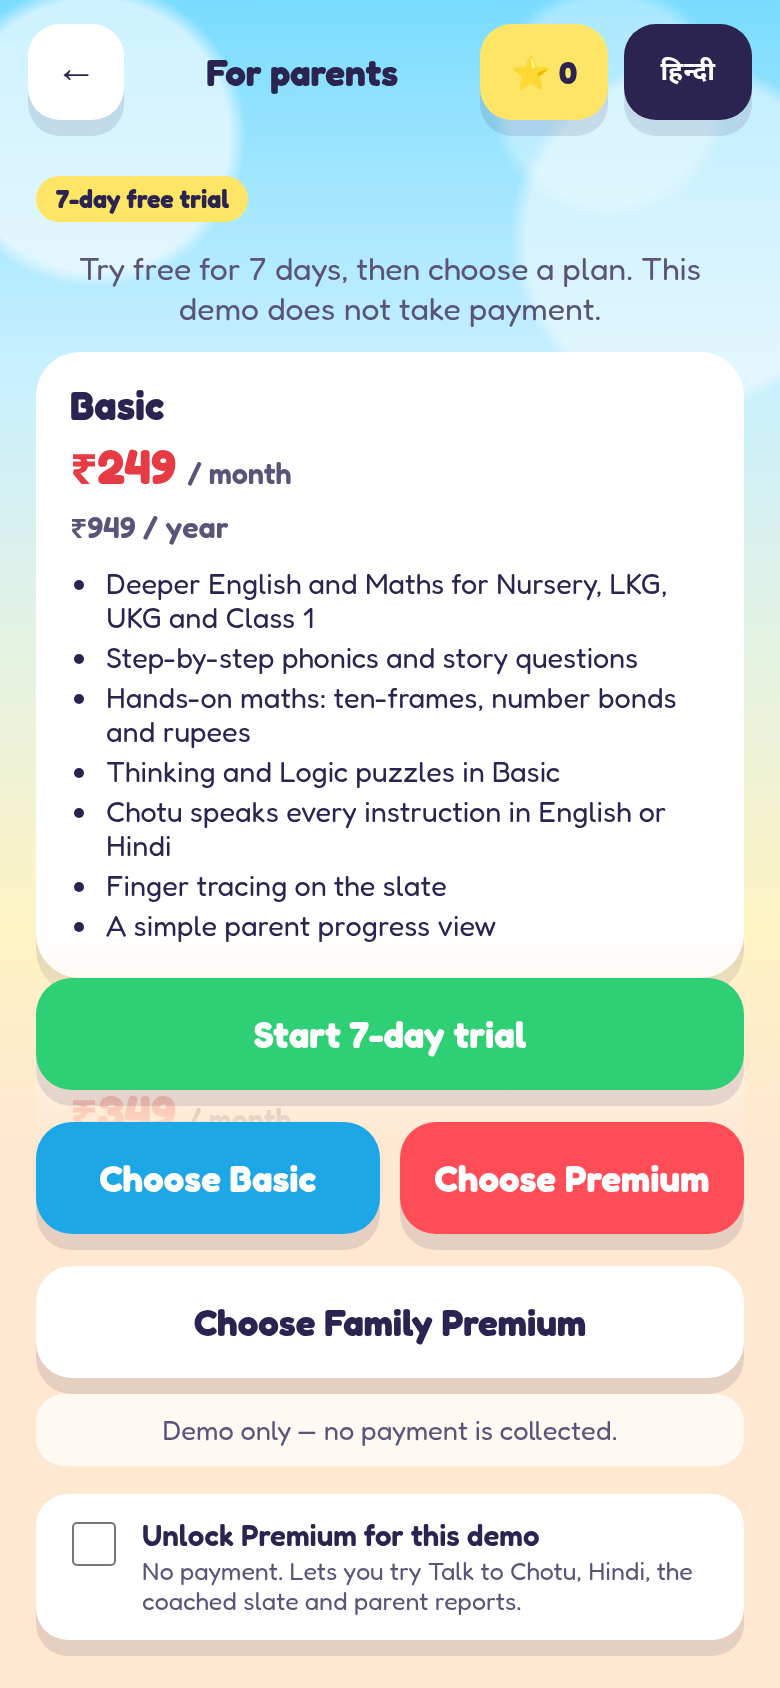 ←
For parents
⭐ 0
हिन्दी
7-day free trial
Try free for 7 days, then choose a plan. This
demo does not take payment.
Basic
₹249 / month
₹949 / year
• Deeper English and Maths for Nursery, LKG,
UKG and Class 1
• Step-by-step phonics and story questions
• Hands-on maths: ten-frames, number bonds
and rupees
• Thinking and Logic puzzles in Basic
• Chotu speaks every instruction in English or
Hindi
• Finger tracing on the slate
• A simple parent progress view
Start 7-day trial
₹349 / month
Choose Basic
Choose Premium
Choose Family Premium
Demo only — no payment is collected.
Unlock Premium for this demo
No payment. Lets you try Talk to Chotu, Hindi, the
coached slate and parent reports.